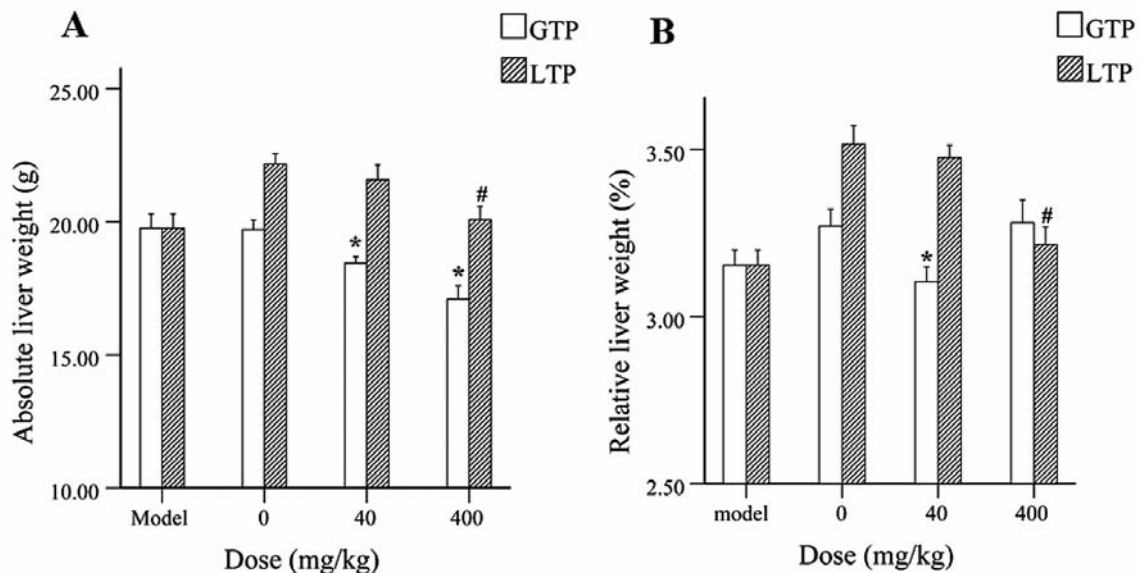 A
GTP
LTP
Absolute liver weight (g)
25.00
20.00
15.00
10.00
*
*
#
Model
0
40
400
Dose (mg/kg)
B
GTP
LTP
Relative liver weight (%)
3.50
3.00
2.50
*
#
model
0
40
400
Dose (mg/kg)